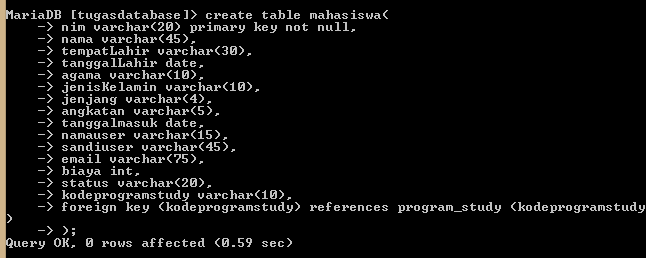 MariaDB [tugasdatabase]> create table mahasiswa(
-> nim varchar(20) primary key not null,
-> nama varchar(45),
-> tempatLahir varchar(30),
-> tanggalLahir date,
-> agama varchar(10),
-> jenisKelamin varchar(10),
-> jenjang varchar(4),
-> angkatan varchar(5),
-> tanggalmasuk date,
-> namauser varchar(15),
-> sandiuser varchar(45),
-> email varchar(75),
-> biaya int,
-> status varchar(20),
-> kodeprogramstudy varchar(10),
-> foreign key (kodeprogramstudy) references program_study (kodeprogramstudy
)
-> );
Query OK, 0 rows affected (0.59 sec)